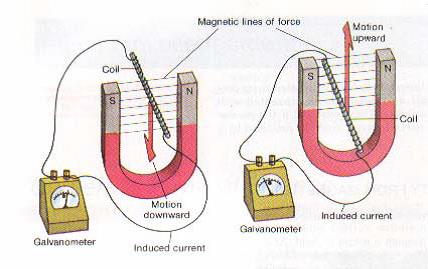 Magnetic lines of force
Motion
upward
Coil
S
N
S
N
Coil
Motion
downward
Galvanometer
Induced current
Galvanometer
Induced current